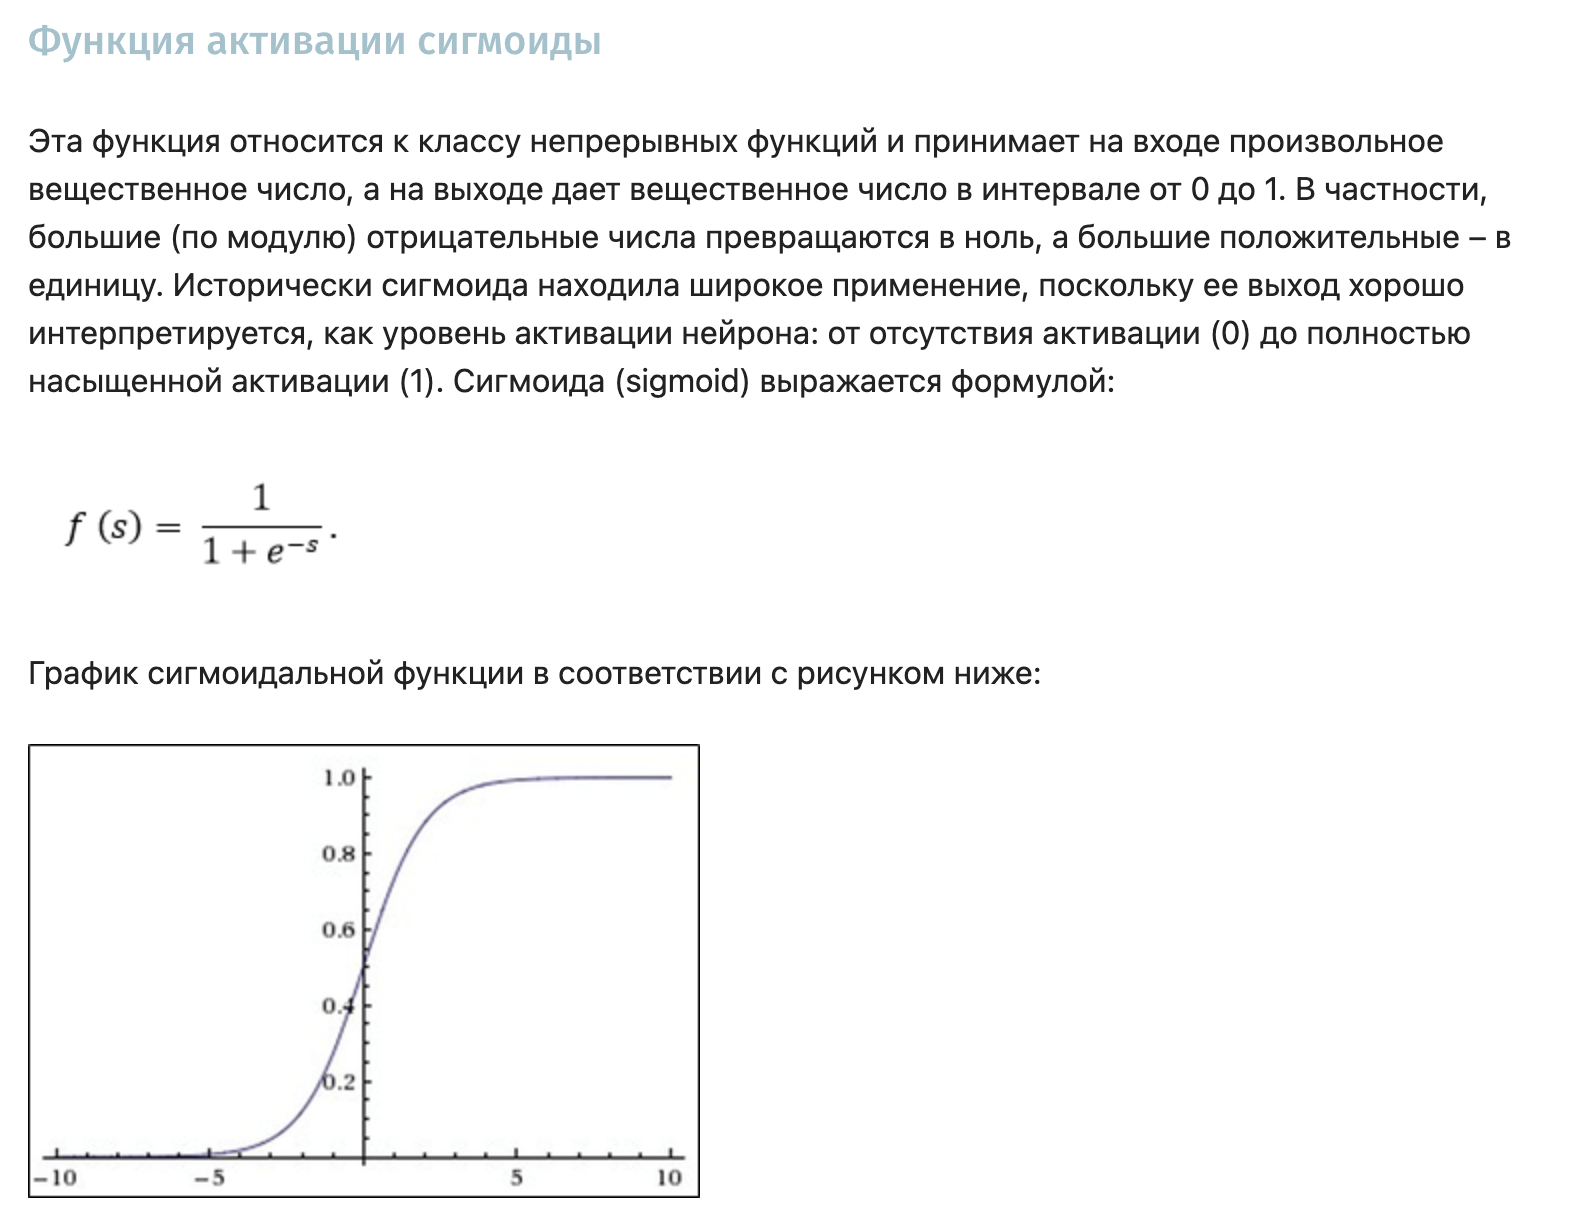 Функция активации сигмоиды
Эта функция относится к классу непрерывных функций и принимает на входе произвольное
вещественное число, а на выходе дает вещественное число в интервале от 0 до 1. В частности,
большие (по модулю) отрицательные числа превращаются в ноль, а большие положительные – в
единицу. Исторически сигмоида находила широкое применение, поскольку ее выход хорошо
интерпретируется, как уровень активации нейрона: от отсутствия активации (0) до полностью
насыщенной активации (1). Сигмоида (sigmoid) выражается формулой:
f (s) = 1 / (1 + e^−s) .
График сигмоидальной функции в соответствии с рисунком ниже:
1.0
0.8
0.6
0.4
0.2
−10 −5 5 10